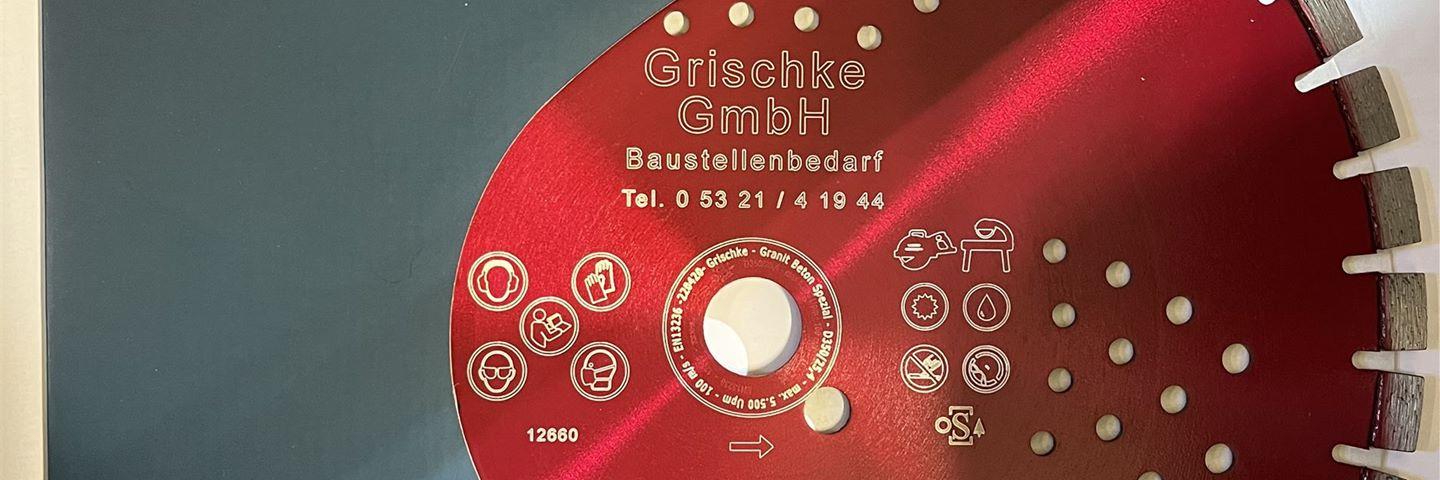 Grischke
GmbH
Baustellenbedarf
Tel. 0 53 21 / 4 19 44
EN13236 -220420- Grischke - Granit Beton Spezial - D350/25,4 - max. 5.500 Upm - 100 m/s -
12660
oS